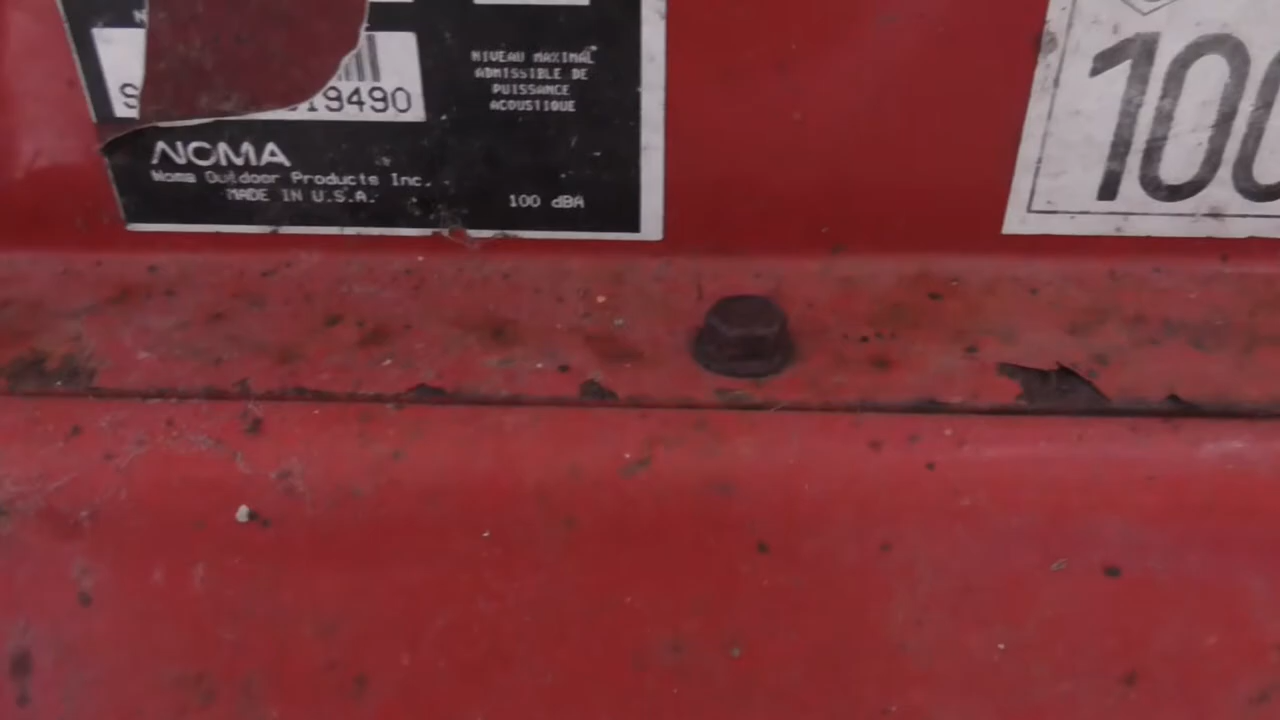 S
19490
NIVEAU MAXIMAL
ADMISSIBLE DE
PUISSANCE
ACOUSTIQUE
NOMA
Noma Outdoor Products Inc.
MADE IN U.S.A.
100 dBA
100